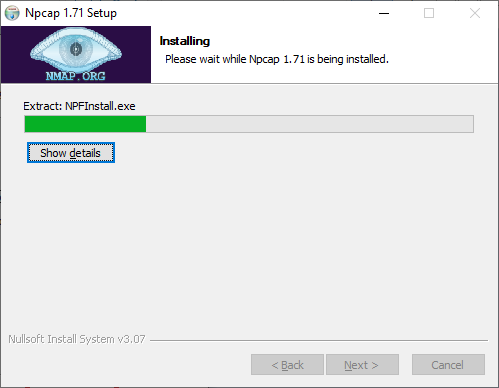 Npcap 1.71 Setup
NMAP.ORG
Installing
Please wait while Npcap 1.71 is being installed.
Extract: NPFInstall.exe
Show details
Nullsoft Install System v3.07
< Back
Next >
Cancel